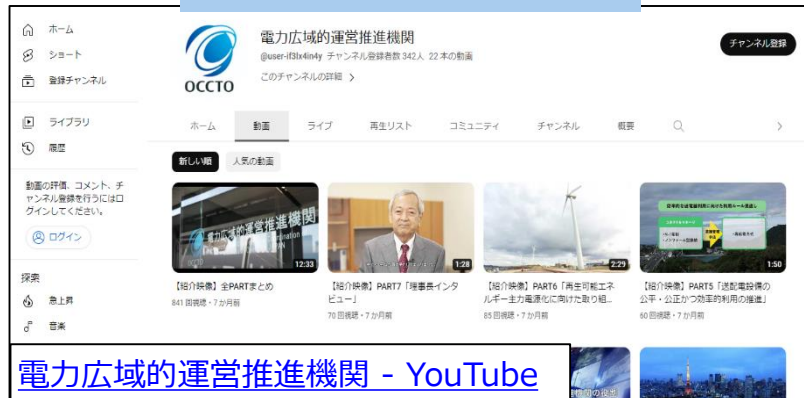 ホーム
ショート
登録チャンネル
ライブラリ
履歴
動画の評価、コメント、チ
ャンネル登録を行うにはロ
グインしてください。
ログイン
探索
急上昇
音楽
OCCTO
電力広域的運営推進機関
@user-if3lx4in4y チャンネル登録者数 342人 22 本の動画
このチャンネルの詳細
チャンネル登録
ホーム 動画 ライブ 再生リスト コミュニティ チャンネル 概要
新しい順 人気の動画
電力広域的運営推進機関
12:33
【紹介映像】全PARTまとめ
841 回視聴・7 か月前
1:28
【紹介映像】PART7「理事長インタ
ビュー」
70 回視聴・7 か月前
2:29
【紹介映像】PART6「再生可能エネ
ルギー主力電源化に向けた取り組...
85 回視聴・7 か月前
1:50
【紹介映像】PART5「送配電設備の
公平・公正かつ効率的利用の推進」
60 回視聴・7 か月前
電力広域的運営推進機関 - YouTube